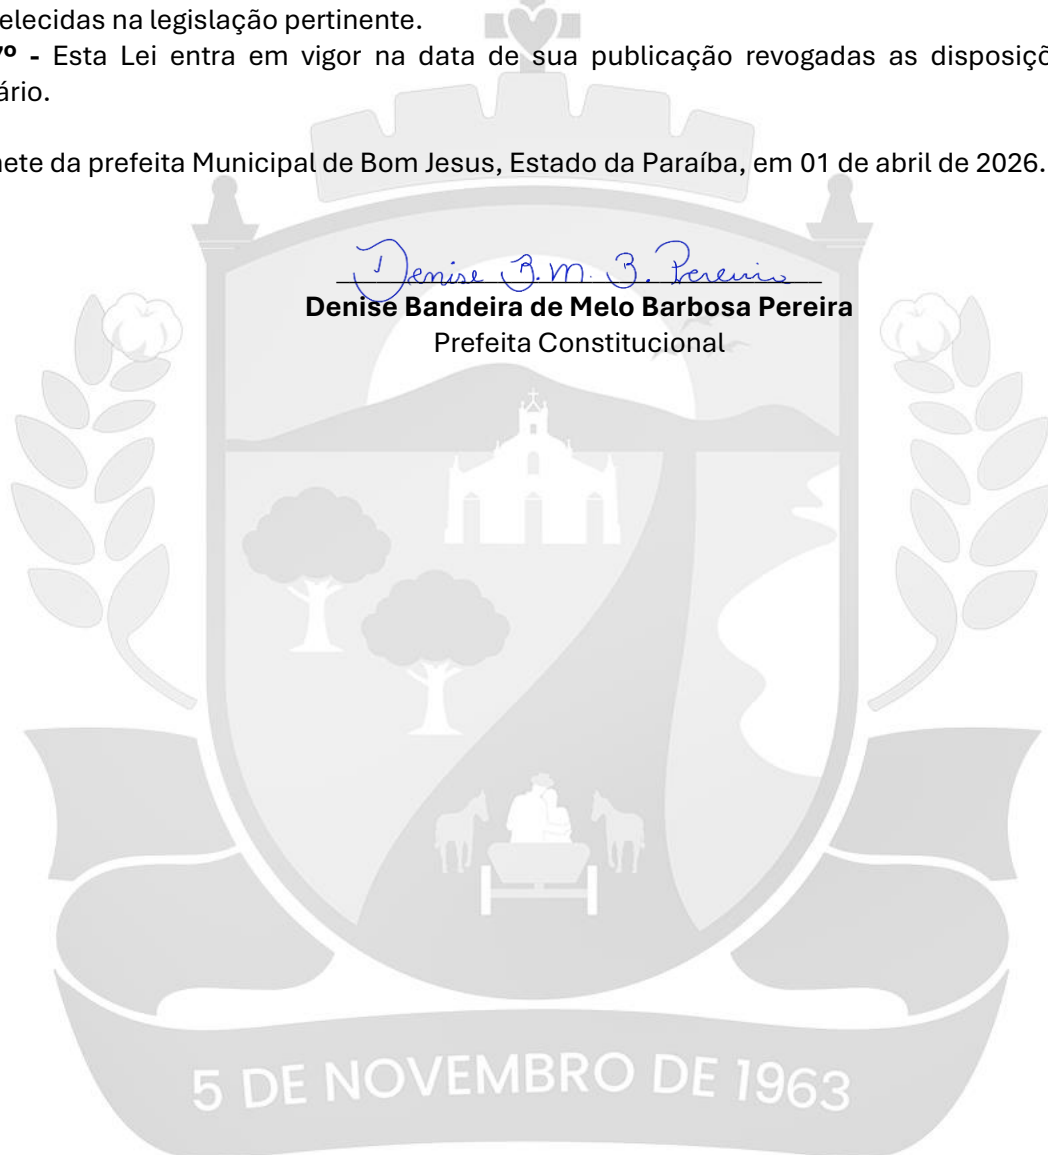 elecidas na legislação pertinente.
7º - Esta Lei entra em vigor na data de sua publicação revogadas as disposiçõ
ário.
nete da prefeita Municipal de Bom Jesus, Estado da Paraíba, em 01 de abril de 2026.
Denise B. M. B. Pereira
Denise Bandeira de Melo Barbosa Pereira
Prefeita Constitucional
5 DE NOVEMBRO DE 1963